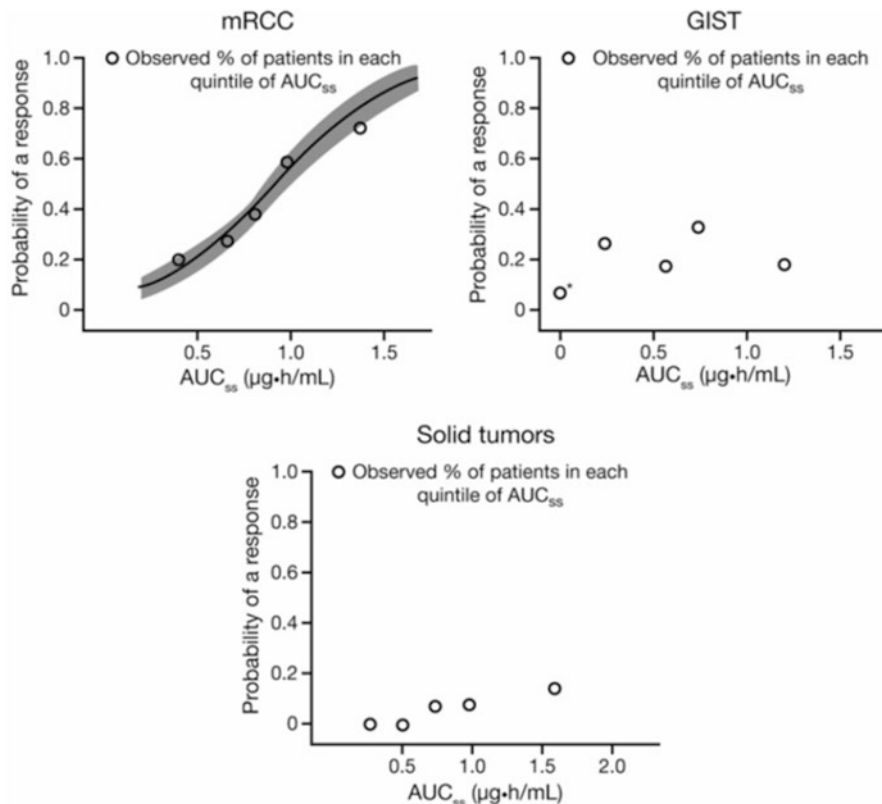 mRCC
Probability of a response
1.0
0.8
0.6
0.4
0.2
0
Observed % of patients in each
quintile of AUCss
0.5
1.0
1.5
AUCss (µg•h/mL)
GIST
Probability of a response
1.0
0.8
0.6
0.4
0.2
0
Observed % of patients in each
quintile of AUCss
*
0
0.5
1.0
1.5
AUCss (µg•h/mL)
Solid tumors
Probability of a response
1.0
0.8
0.6
0.4
0.2
0
Observed % of patients in each
quintile of AUCss
0.5
1.0
1.5
2.0
AUCss (µg•h/mL)